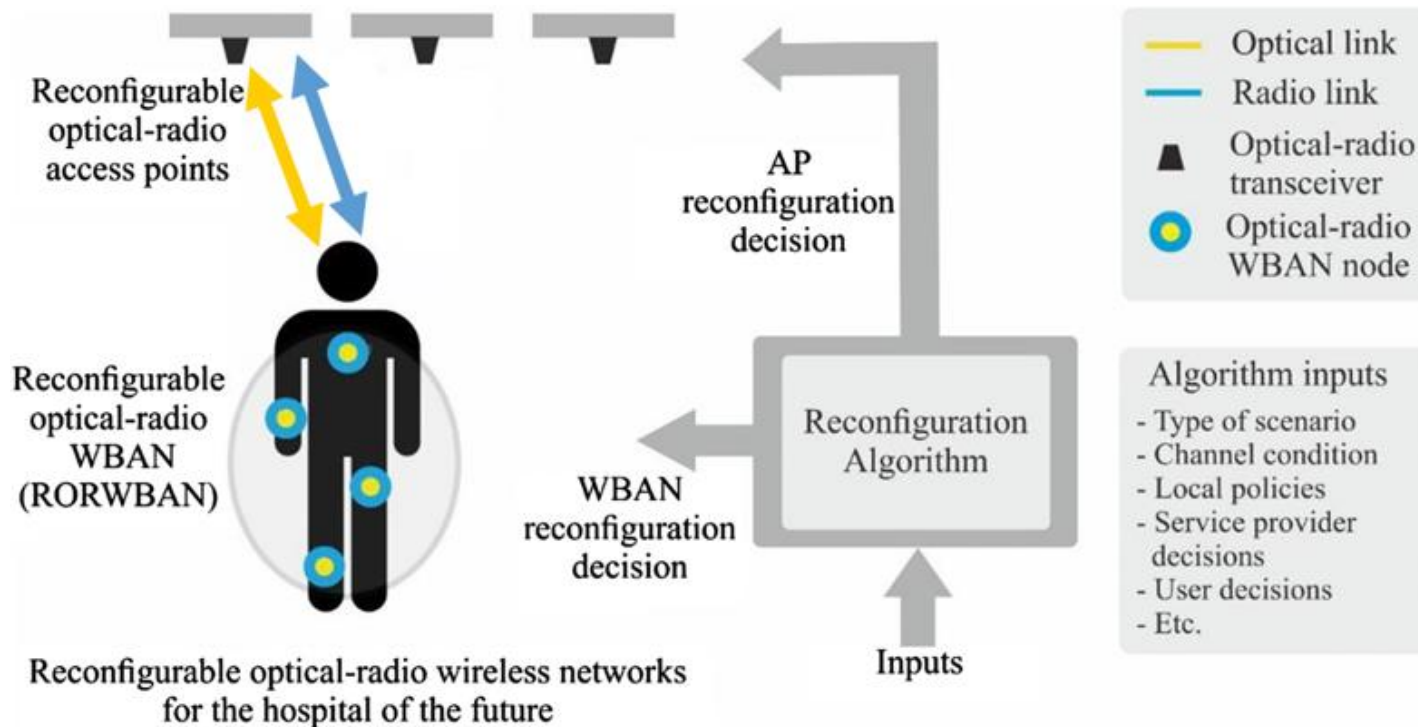 Reconfigurable
optical-radio
access points
AP
reconfiguration
decision
Reconfigurable
optical-radio
WBAN
(RORWBAN)
WBAN
reconfiguration
decision
Reconfiguration
Algorithm
Inputs
Reconfigurable optical-radio wireless networks
for the hospital of the future
Optical link
Radio link
Optical-radio
transceiver
Optical-radio
WBAN node
Algorithm inputs
- Type of scenario
- Channel condition
- Local policies
- Service provider
decisions
- User decisions
- Etc.